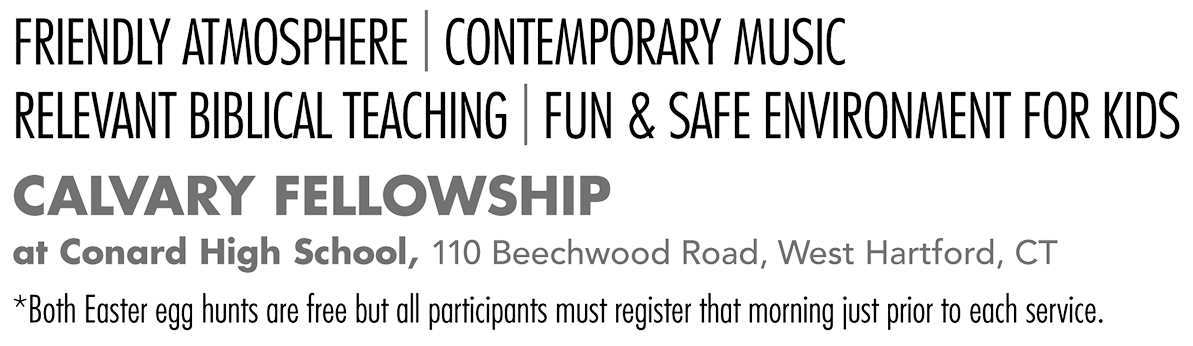 FRIENDLY ATMOSPHERE | CONTEMPORARY MUSIC
RELEVANT BIBLICAL TEACHING | FUN & SAFE ENVIRONMENT FOR KIDS
CALVARY FELLOWSHIP
at Conard High School, 110 Beechwood Road, West Hartford, CT
*Both Easter egg hunts are free but all participants must register that morning just prior to each service.